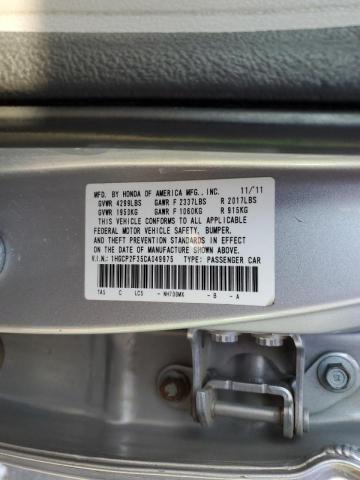 MFD. BY HONDA OF AMERICA MFG., INC. 11/'11
GVWR 4299LBS GAWR F 2337LBS R 2017LBS
GVWR 1950KG GAWR F 1060KG R 915KG
THIS VEHICLE CONFORMS TO ALL APPLICABLE
FEDERAL MOTOR VEHICLE SAFETY, BUMPER,
AND THEFT PREVENTION STANDARDS IN EFFECT
ON THE DATE OF MANUFACTURE SHOWN ABOVE.
V.I.N.: 1HGCP2F35CA049875 TYPE: PASSENGER CAR
TA5 C LC5 - NH700MX - B - A